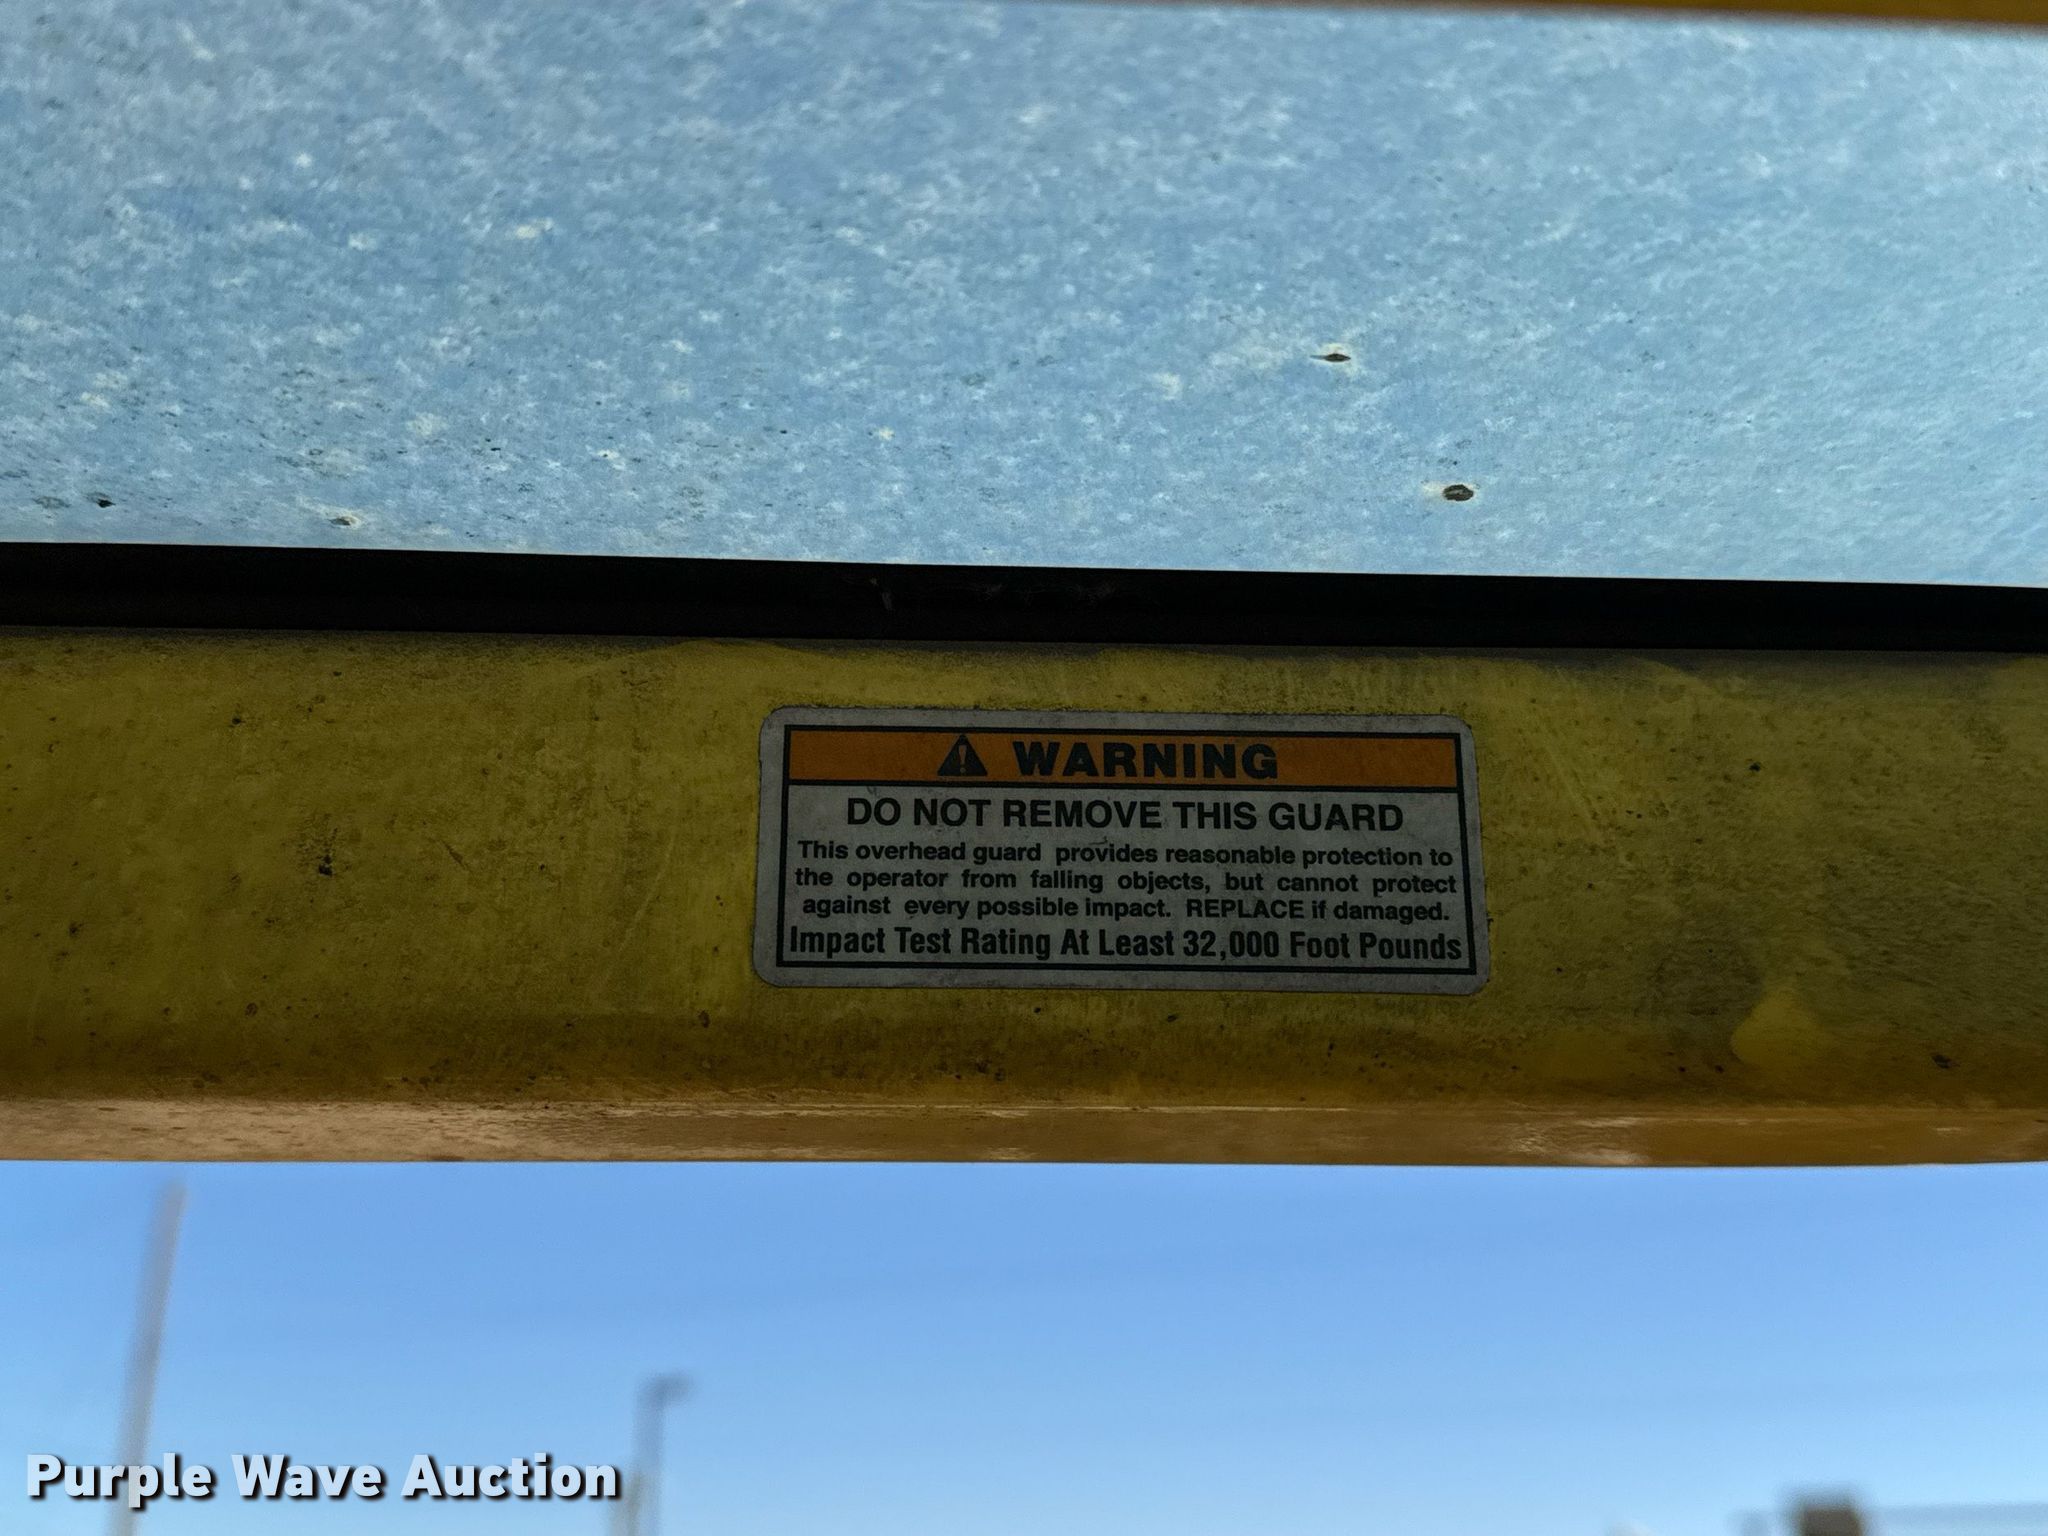 WARNING
DO NOT REMOVE THIS GUARD
This overhead guard provides reasonable protection to
the operator from falling objects, but cannot protect
against every possible impact. REPLACE if damaged.
Impact Test Rating At Least 32,000 Foot Pounds
Purple Wave Auction